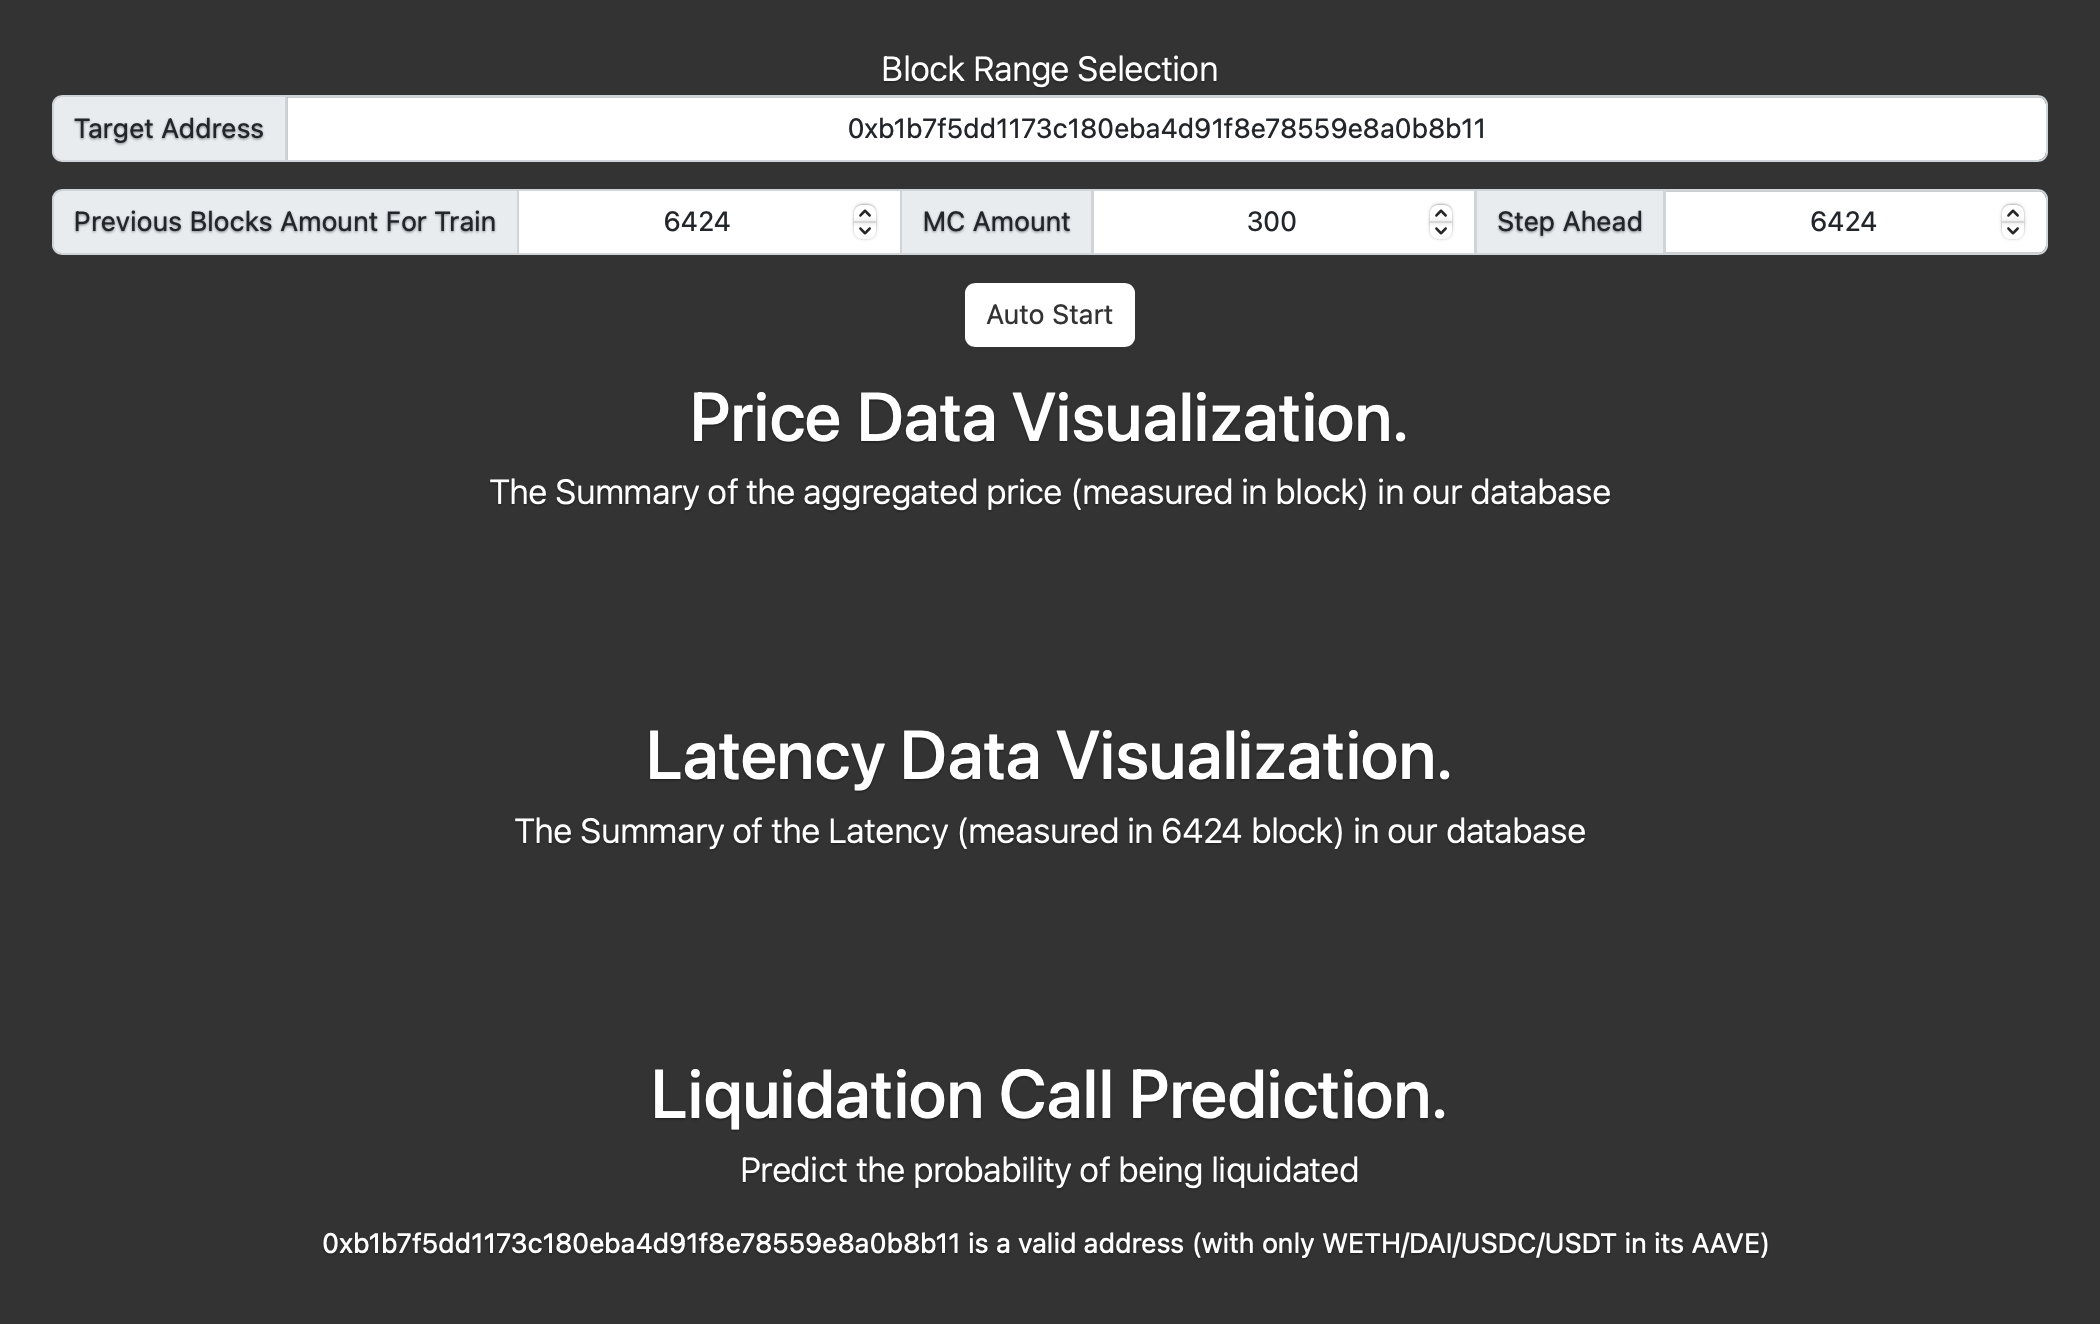 Block Range Selection
Target Address 0xb1b7f5dd1173c180eba4d91f8e78559e8a0b8b11
Previous Blocks Amount For Train 6424 MC Amount 300 Step Ahead 6424
Auto Start
Price Data Visualization.
The Summary of the aggregated price (measured in block) in our database
Latency Data Visualization.
The Summary of the Latency (measured in 6424 block) in our database
Liquidation Call Prediction.
Predict the probability of being liquidated
0xb1b7f5dd1173c180eba4d91f8e78559e8a0b8b11 is a valid address (with only WETH/DAI/USDC/USDT in its AAVE)